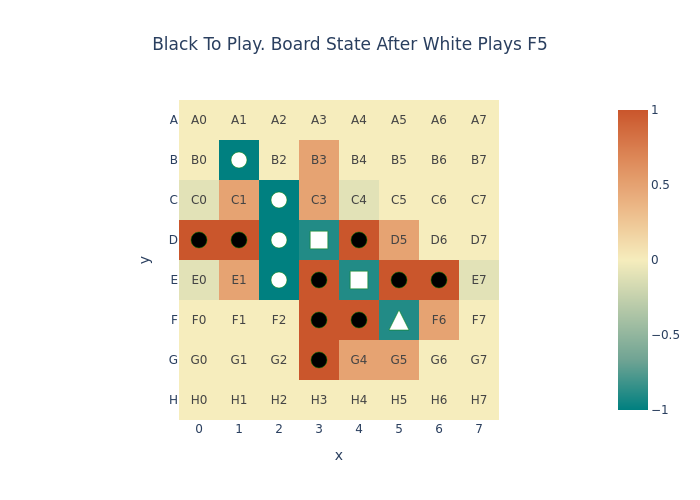 Black To Play. Board State After White Plays F5
A A0 A1 A2 A3 A4 A5 A6 A7
B B0 B2 B3 B4 B5 B6 B7
C C0 C1 C3 C4 C5 C6 C7
D D5 D6 D7
E E0 E1 E7
F F0 F1 F2 F6 F7
G G0 G1 G2 G4 G5 G6 G7
H H0 H1 H2 H3 H4 H5 H6 H7
0 1 2 3 4 5 6 7
x
y
1
0.5
0
−0.5
−1